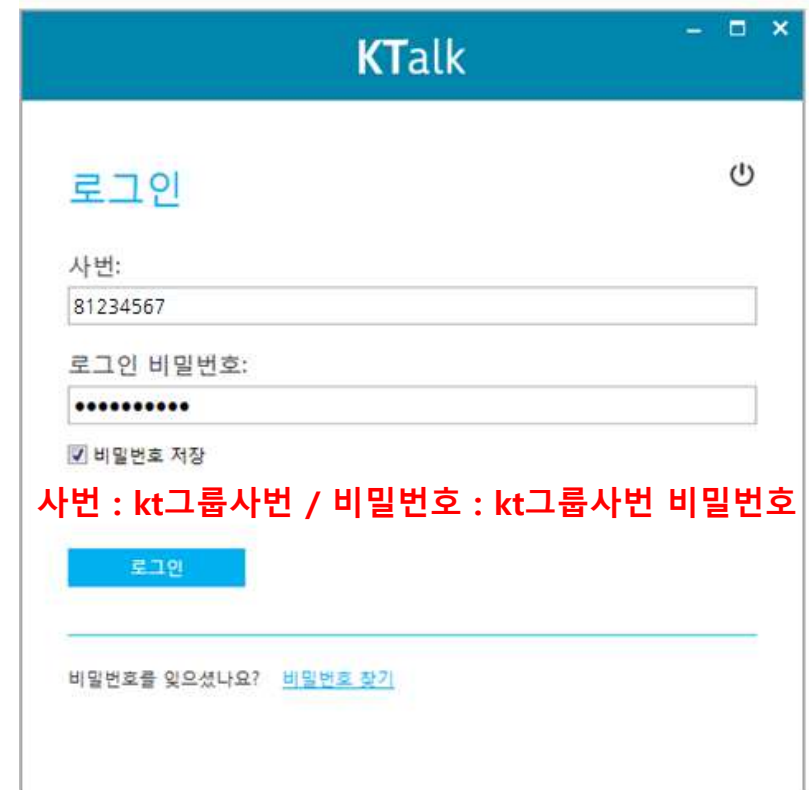 KTalk
로그인
사번:
81234567
로그인 비밀번호:
••••••••••
비밀번호 저장
사번 : kt그룹사번 / 비밀번호 : kt그룹사번 비밀번호
로그인
비밀번호를 잊으셨나요? 비밀번호 찾기